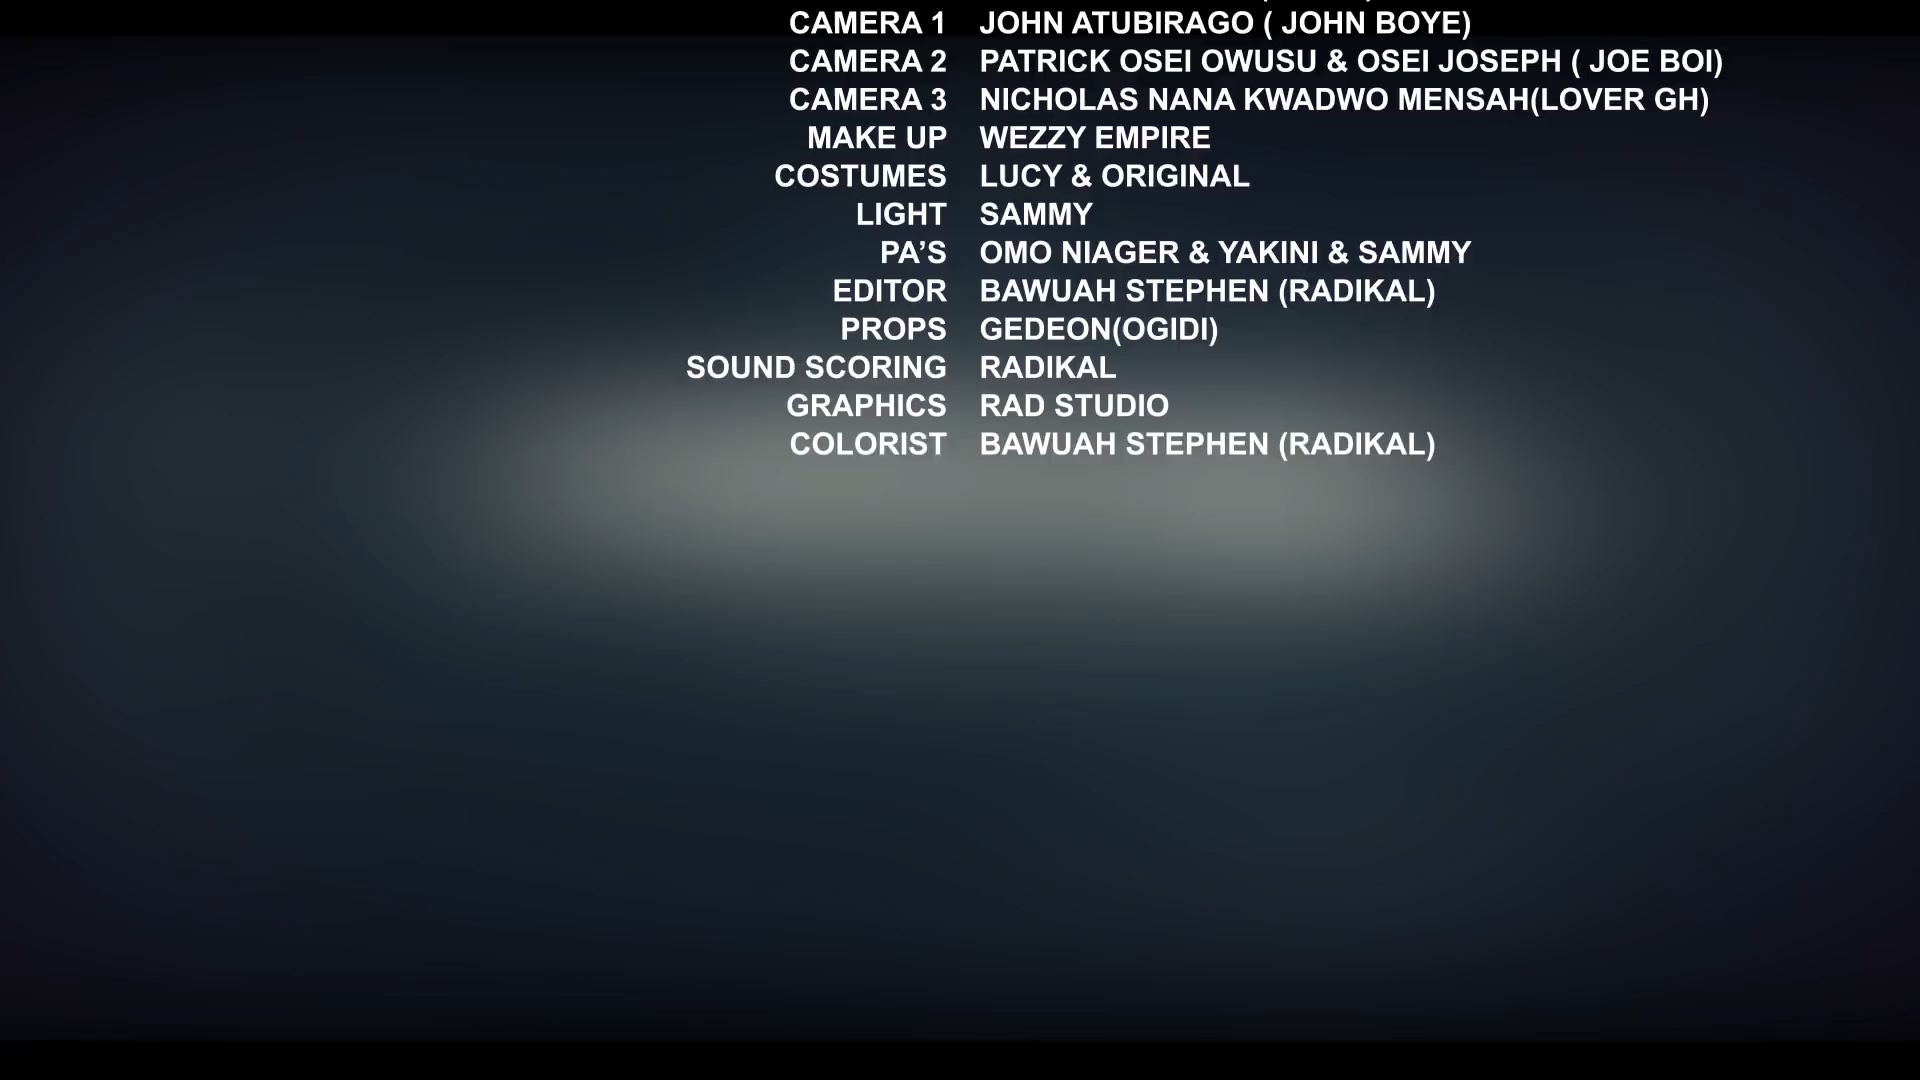 CAMERA 1 JOHN ATUBIRAGO ( JOHN BOYE)
CAMERA 2 PATRICK OSEI OWUSU & OSEI JOSEPH ( JOE BOI)
CAMERA 3 NICHOLAS NANA KWADWO MENSAH(LOVER GH)
MAKE UP WEZZY EMPIRE
COSTUMES LUCY & ORIGINAL
LIGHT SAMMY
PA’S OMO NIAGER & YAKINI & SAMMY
EDITOR BAWUAH STEPHEN (RADIKAL)
PROPS GEDEON(OGIDI)
SOUND SCORING RADIKAL
GRAPHICS RAD STUDIO
COLORIST BAWUAH STEPHEN (RADIKAL)